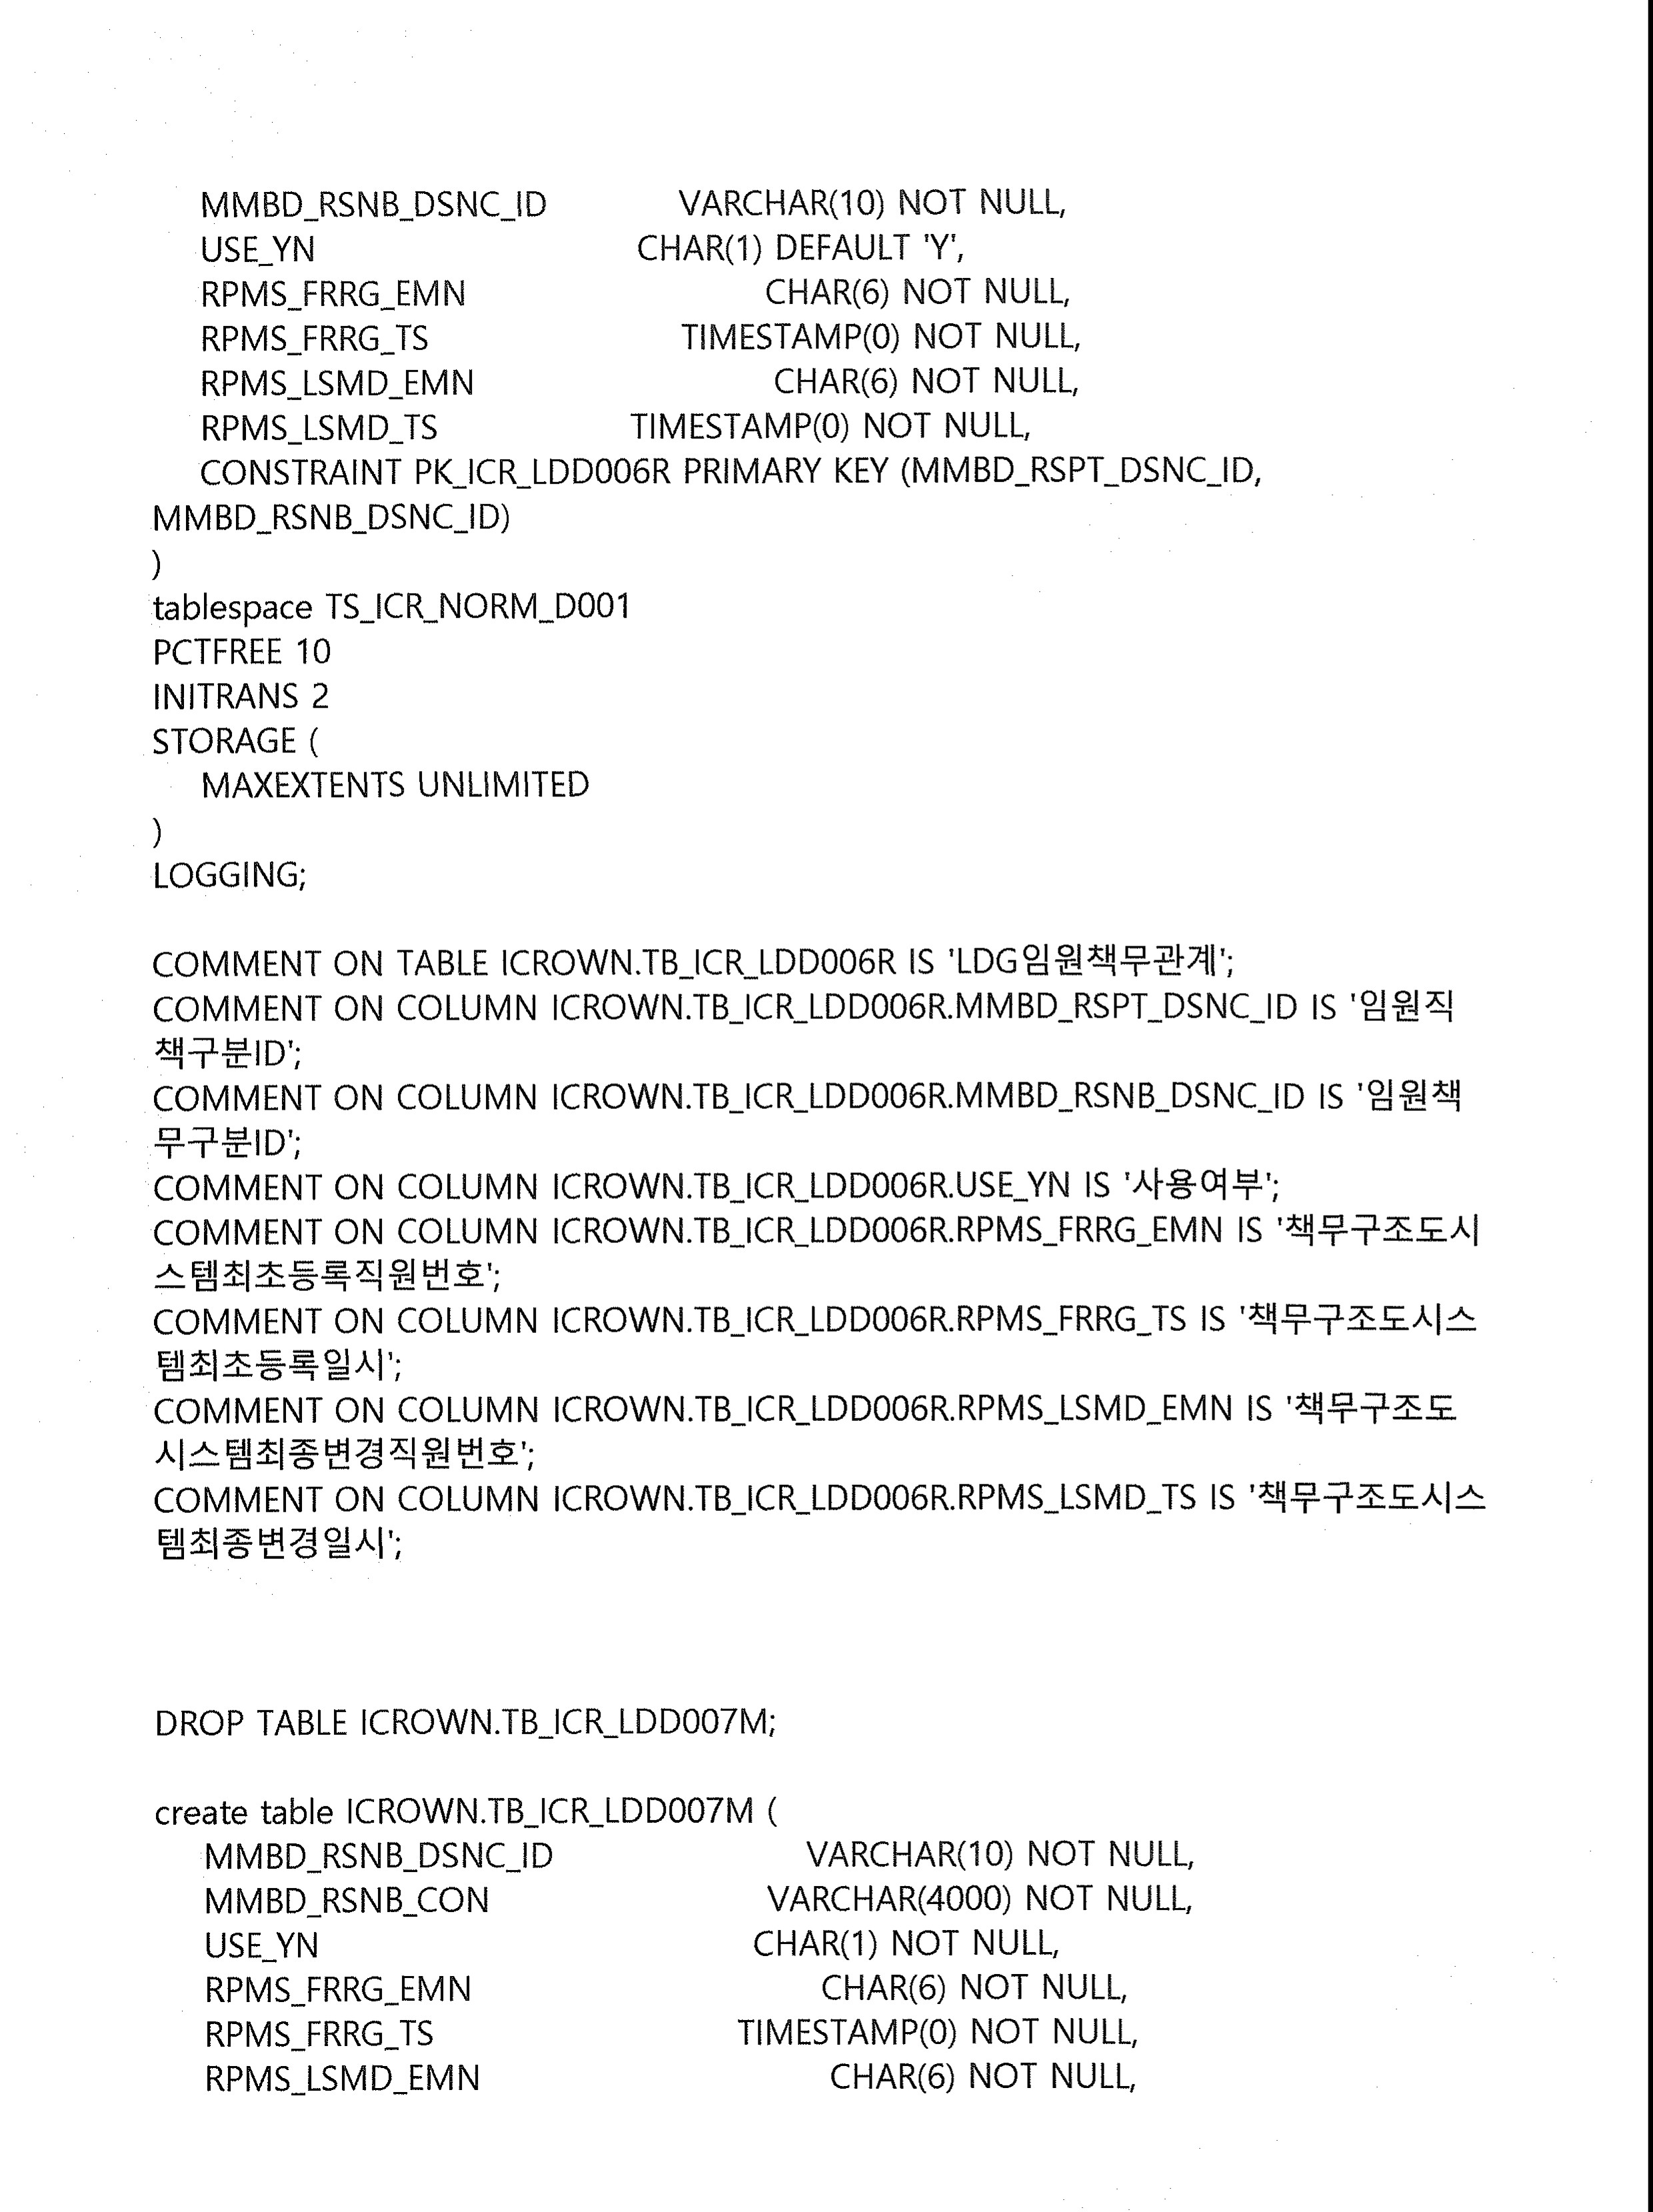 MMBD_RSNB_DSNC_ID VARCHAR(10) NOT NULL,
USE_YN CHAR(1) DEFAULT 'Y',
RPMS_FRRG_EMN CHAR(6) NOT NULL,
RPMS_FRRG_TS TIMESTAMP(0) NOT NULL,
RPMS_LSMD_EMN CHAR(6) NOT NULL,
RPMS_LSMD_TS TIMESTAMP(0) NOT NULL,
CONSTRAINT PK_ICR_LDD006R PRIMARY KEY (MMBD_RSPT_DSNC_ID,
MMBD_RSNB_DSNC_ID)
)
tablespace TS_ICR_NORM_D001
PCTFREE 10
INITRANS 2
STORAGE (
MAXEXTENTS UNLIMITED
)
LOGGING;
COMMENT ON TABLE ICROWN.TB_ICR_LDD006R IS 'LDG임원책무관계';
COMMENT ON COLUMN ICROWN.TB_ICR_LDD006R.MMBD_RSPT_DSNC_ID IS '임원직
책구분ID';
COMMENT ON COLUMN ICROWN.TB_ICR_LDD006R.MMBD_RSNB_DSNC_ID IS '임원책
무구분ID';
COMMENT ON COLUMN ICROWN.TB_ICR_LDD006R.USE_YN IS '사용여부';
COMMENT ON COLUMN ICROWN.TB_ICR_LDD006R.RPMS_FRRG_EMN IS '책무구조도시
스템최초등록직원번호';
COMMENT ON COLUMN ICROWN.TB_ICR_LDD006R.RPMS_FRRG_TS IS '책무구조도시스
템최초등록일시';
COMMENT ON COLUMN ICROWN.TB_ICR_LDD006R.RPMS_LSMD_EMN IS '책무구조도
시스템최종변경직원번호';
COMMENT ON COLUMN ICROWN.TB_ICR_LDD006R.RPMS_LSMD_TS IS '책무구조도시스
템최종변경일시';
DROP TABLE ICROWN.TB_ICR_LDD007M;
create table ICROWN.TB_ICR_LDD007M (
MMBD_RSNB_DSNC_ID VARCHAR(10) NOT NULL,
MMBD_RSNB_CON VARCHAR(4000) NOT NULL,
USE_YN CHAR(1) NOT NULL,
RPMS_FRRG_EMN CHAR(6) NOT NULL,
RPMS_FRRG_TS TIMESTAMP(0) NOT NULL,
RPMS_LSMD_EMN CHAR(6) NOT NULL,